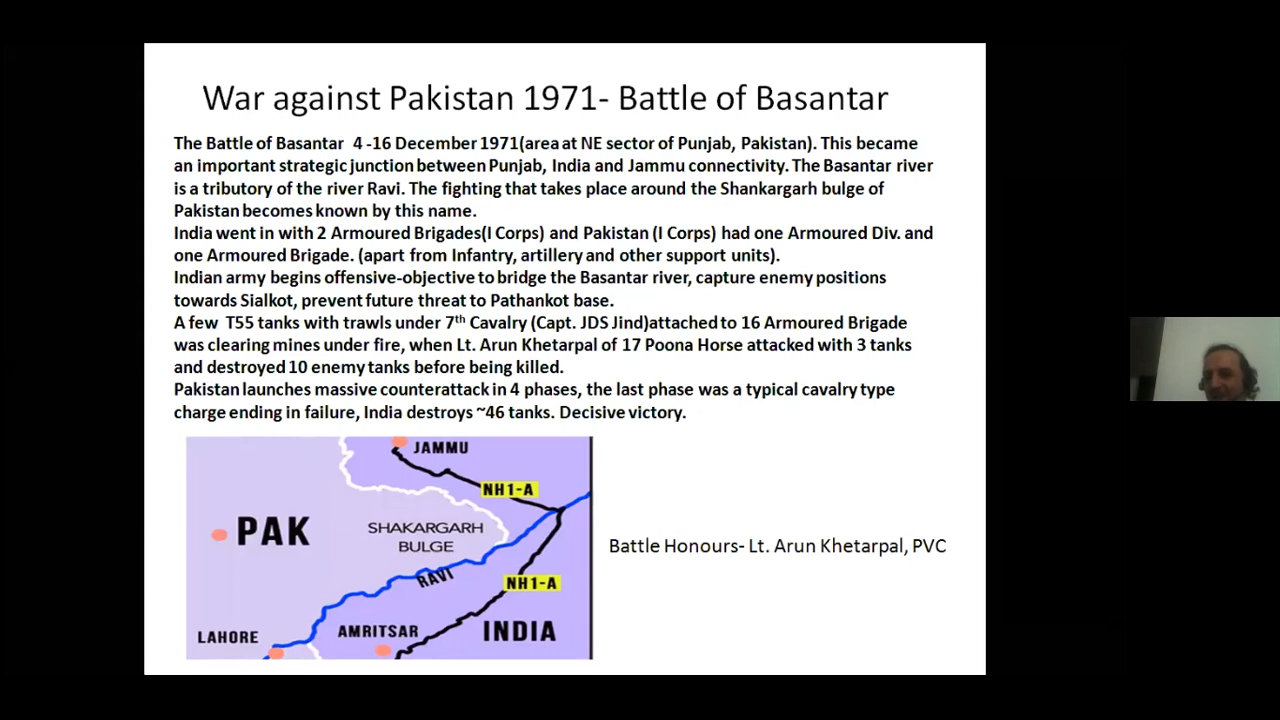 War against Pakistan 1971- Battle of Basantar
The Battle of Basantar 4 -16 December 1971(area at NE sector of Punjab, Pakistan). This became
an important strategic junction between Punjab, India and Jammu connectivity. The Basantar river
is a tributory of the river Ravi. The fighting that takes place around the Shankargarh bulge of
Pakistan becomes known by this name.
India went in with 2 Armoured Brigades(I Corps) and Pakistan (I Corps) had one Armoured Div. and
one Armoured Brigade. (apart from Infantry, artillery and other support units).
Indian army begins offensive-objective to bridge the Basantar river, capture enemy positions
towards Sialkot, prevent future threat to Pathankot base.
A few T55 tanks with trawls under 7th Cavalry (Capt. JDS Jind)attached to 16 Armoured Brigade
was clearing mines under fire, when Lt. Arun Khetarpal of 17 Poona Horse attacked with 3 tanks
and destroyed 10 enemy tanks before being killed.
Pakistan launches massive counterattack in 4 phases, the last phase was a typical cavalry type
charge ending in failure, India destroys ~46 tanks. Decisive victory.
JAMMU
NH1-A
PAK
SHAKARGARH
BULGE
RAVI
NH1-A
LAHORE
AMRITSAR
INDIA
Battle Honours- Lt. Arun Khetarpal, PVC